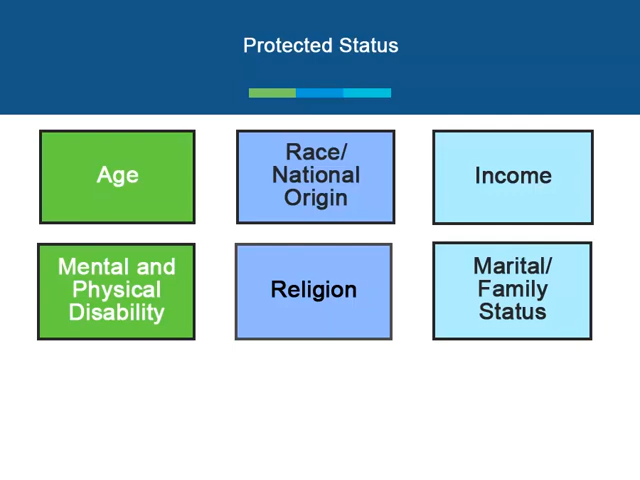 Protected Status
Age
Race/
National
Origin
Income
Mental and
Physical
Disability
Religion
Marital/
Family
Status